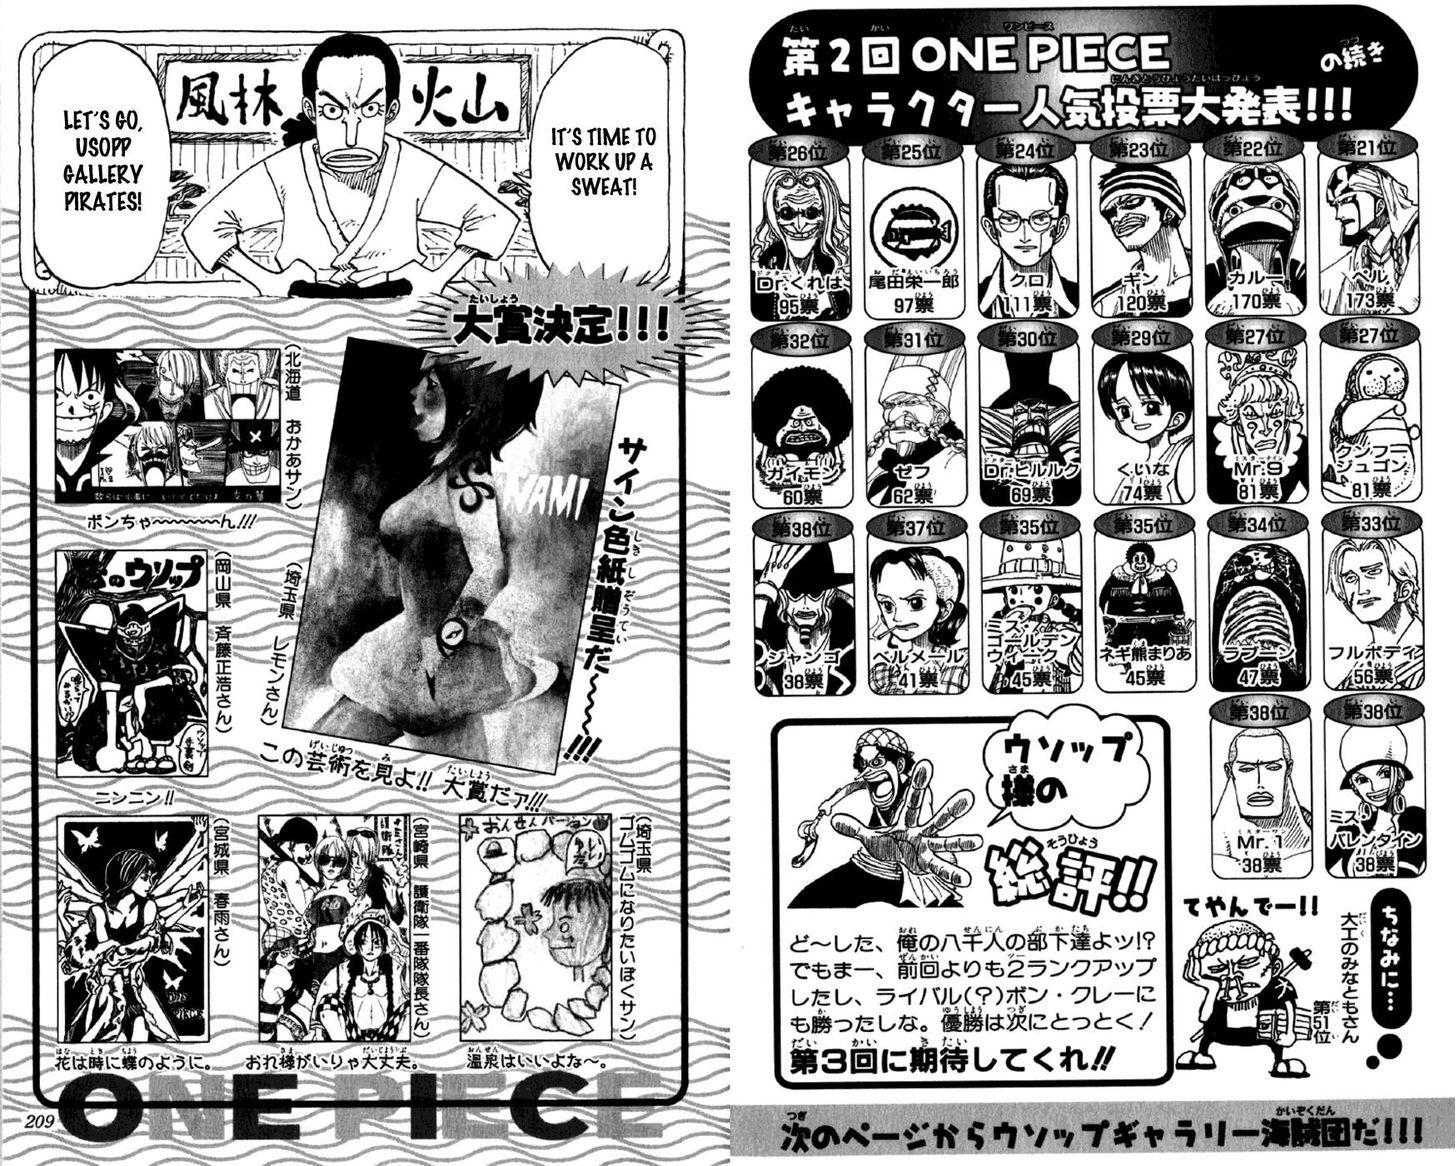 第2回 ONE PIECE
ワンピース
の続き
キャラクター人気投票大発表!!!
第21位
ペル
173票
第22位
カルー
170票
第23位
ギン
120票
第24位
クロ
111票
第25位
尾田栄一郎
97票
第26位
Dr.くれは
95票
第27位
クンフー
ジュゴン
81票
第27位
Mr.9
81票
第29位
くいな
74票
第30位
Dr.ヒルルク
69票
第31位
ゼフ
62票
第32位
ガイモン
60票
第33位
フルボディ
56票
第34位
ラブーン
47票
第35位
ネギ熊まりあ
45票
第35位
ミス・
ゴールデン
ウィーク
45票
第37位
ベルメール
41票
第38位
ジャンゴ
38票
第38位
ミス・
バレンタイン
38票
第38位
Mr.1
38票
ウソップ
様の
総評!!
ど〜した、俺の八千人の部下達よッ!?
でもまー、前回よりも2ランクアップ
したし、ライバル(?)ボン・クレーに
も勝ったしな。優勝は次にとっとく!
第3回に期待してくれ!!
ちなみに…
大工のみなともさん
第51位
てやんでー!!
次のページからウソップギャラリー海賊団だ!!!
IT'S TIME TO
WORK UP A
SWEAT!
風林
火山
LET'S GO,
USOPP
GALLERY
PIRATES!
大賞決定!!!
サイン色紙贈呈だ〜〜〜〜!!!
NAMI
(埼玉県 レモンさん)
この芸術を見よ!! 大賞だァ!!!
(北海道 おかあサン)
ボンちゃ〜〜〜〜ん!!!
のウソップ
(岡山県 斉藤正浩さん)
ニンニン!!
(埼玉県 ゴムゴムになりたいぼくサン)
おんせんバージョン
温泉はいいよな〜。
(宮崎県 護衛隊一番隊隊長さん)
おれ様がいりゃ大丈夫。
(宮城県 春雨さん)
花は時に蝶のように。
ONE PIECE
209